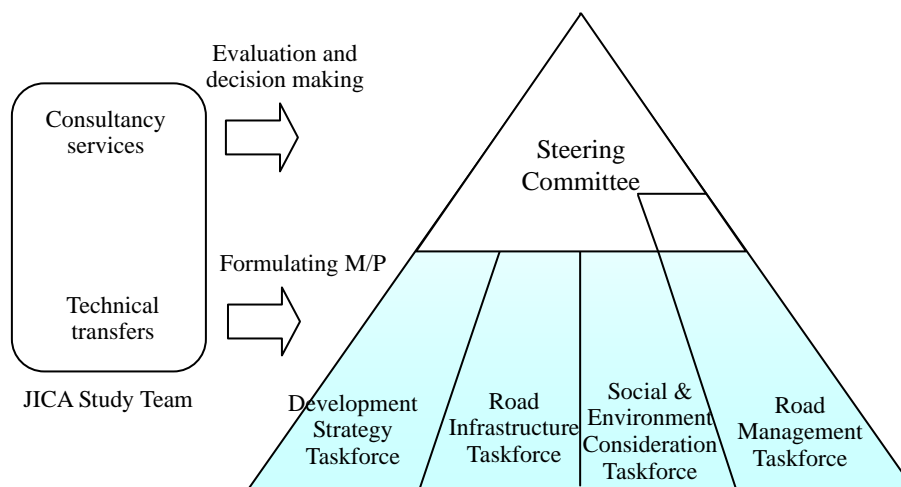 Evaluation and
decision making
Consultancy
services
Steering
Committee
Formulating M/P
Technical
transfers
JICA Study Team
Development
Strategy
Taskforce
Road
Infrastructure
Taskforce
Social &
Environment
Consideration
Taskforce
Road
Management
Taskforce